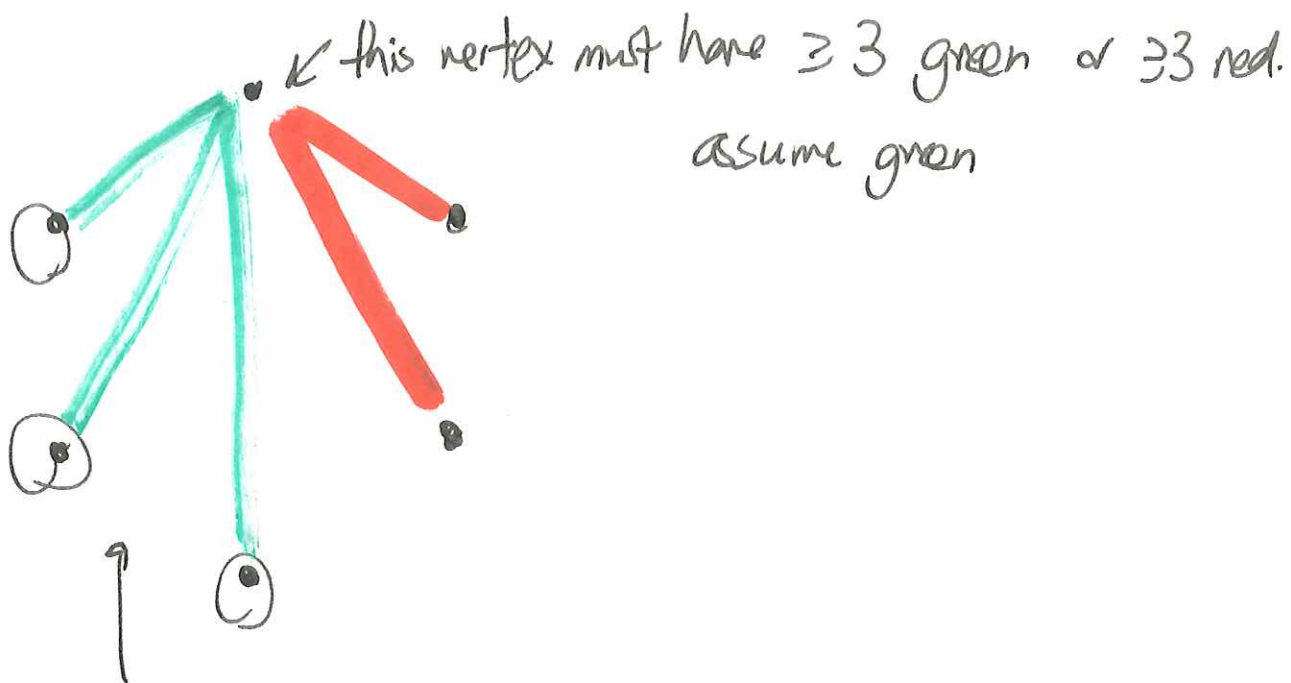 this vertex must have ≥ 3 green or ≥3 red.
assume green